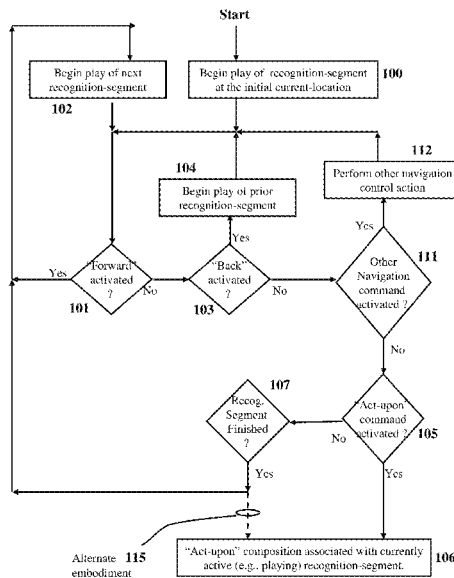 Start
Begin play of next
recognition-segment
102
Begin play of recognition-segment
at the initial current-location
100
104
Begin play of prior
recognition-segment
112
Perform other navigation
control action
Yes
Yes
"Forward"
activated
?
101
Yes
No
"Back"
activated
?
103
No
Other
Navigation
command
activated ?
111
No
107
Recog.
Segment
Finished
?
No
"Act-upon"
command
activated ?
105
Yes
Yes
Alternate 115
embodiment
"Act-upon" composition associated with currently
active (e.g., playing) recognition-segment.
106